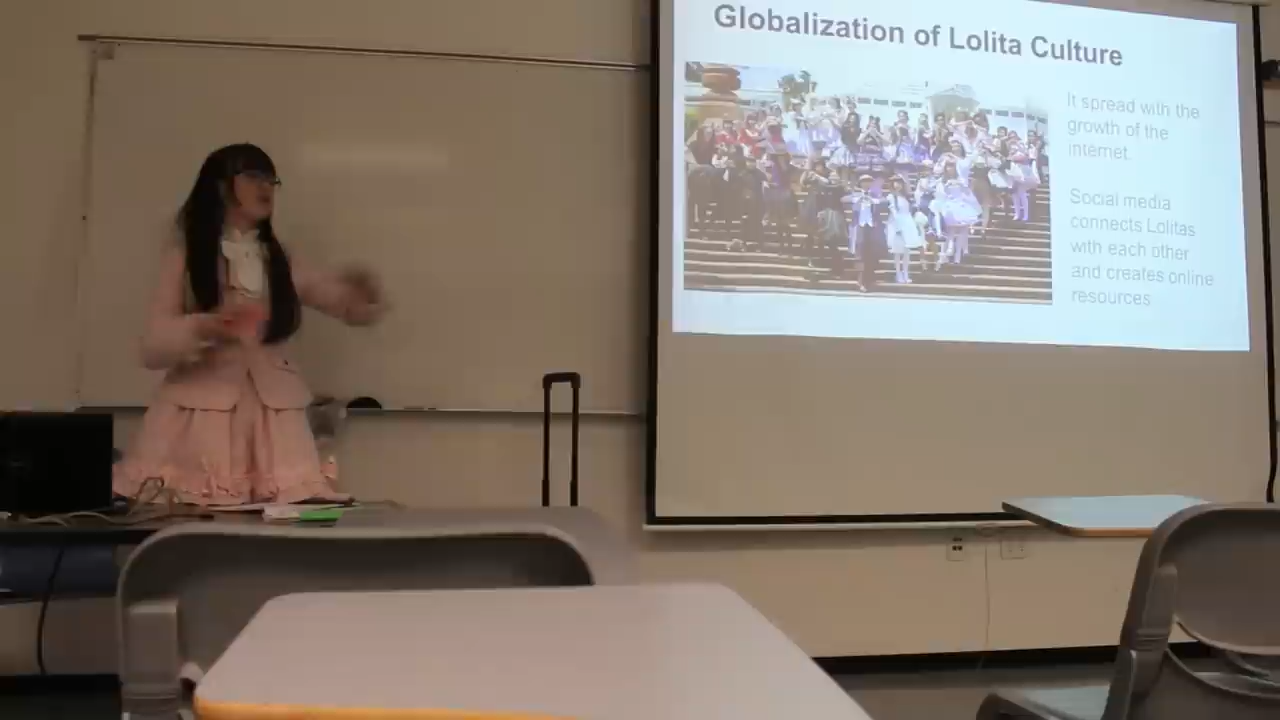 Globalization of Lolita Culture
It spread with the
growth of the
internet.
Social media
connects Lolitas
with each other
and creates online
resources